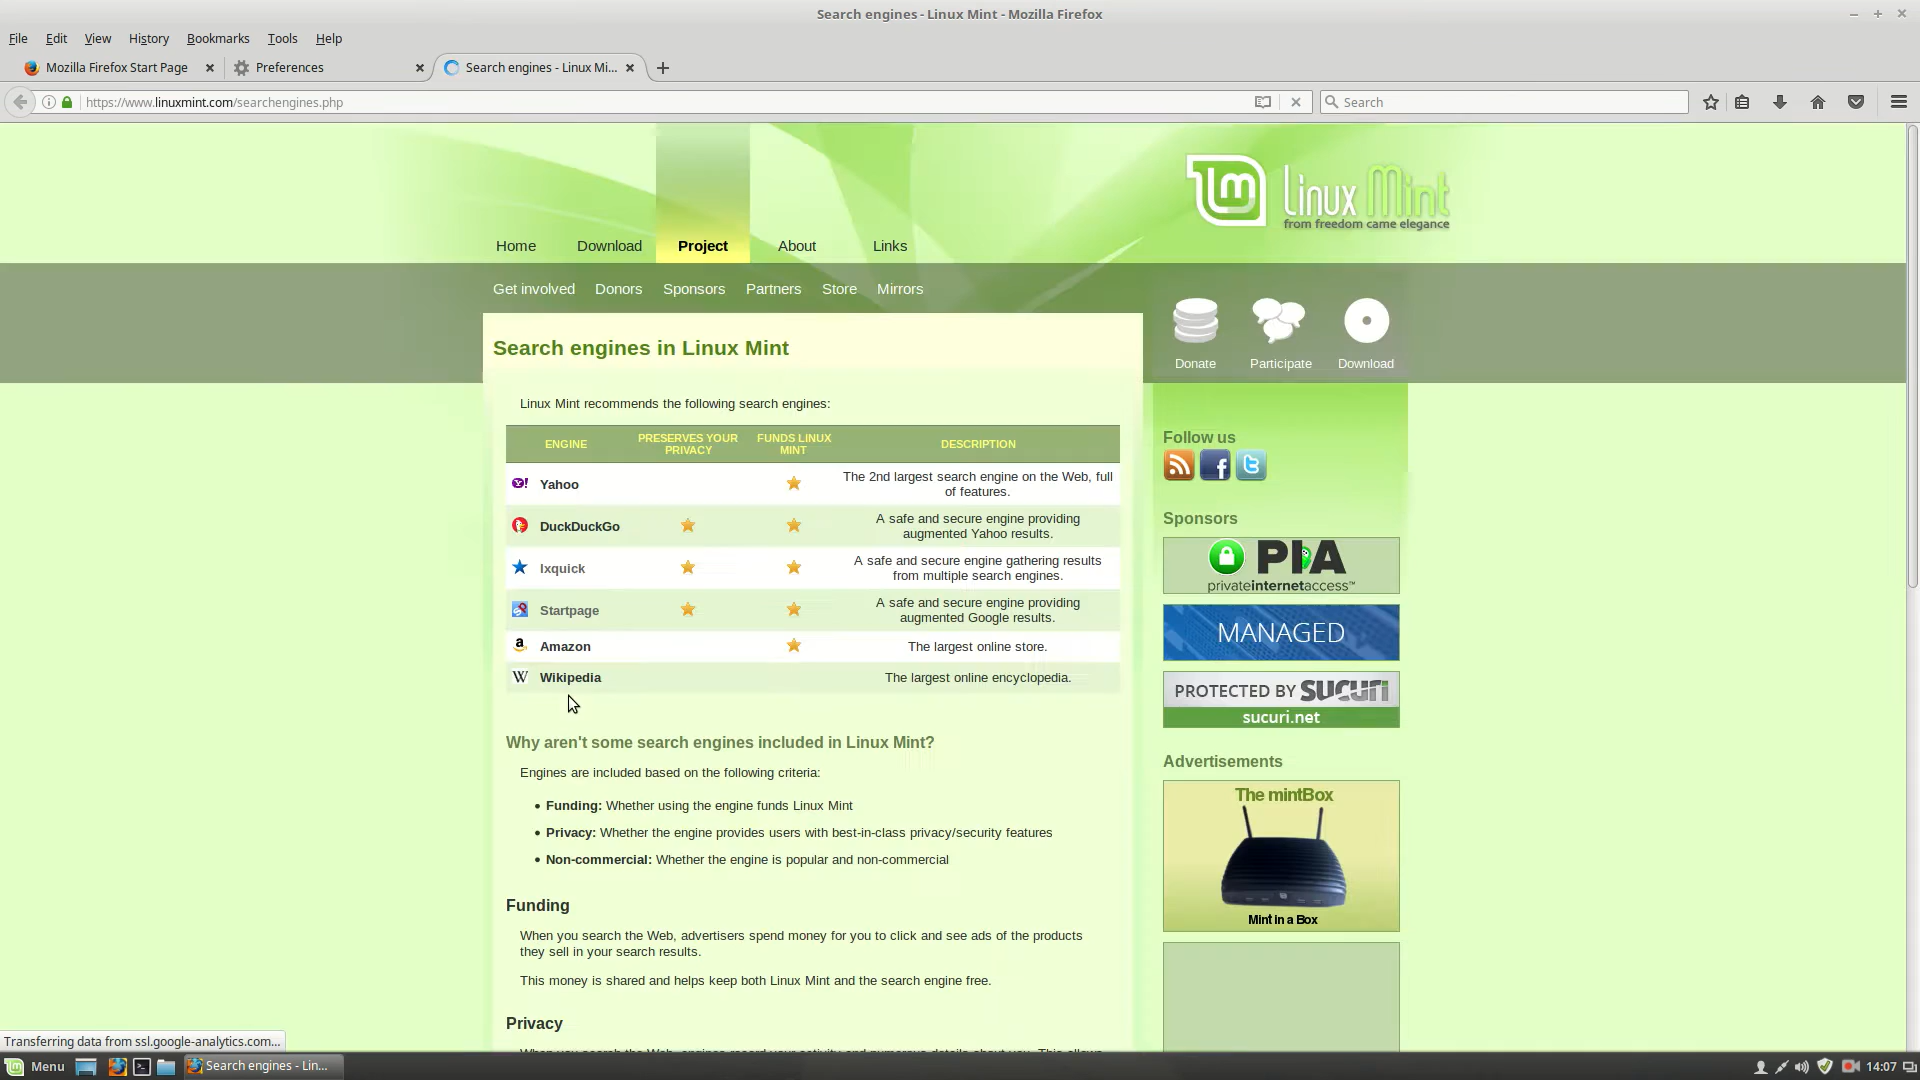 Search engines - Linux Mint - Mozilla Firefox
File Edit View History Bookmarks Tools Help
Mozilla Firefox Start Page
Preferences
Search engines - Linux Mi...
https://www.linuxmint.com/searchengines.php
Search
Linux Mint
from freedom came elegance
Home Download Project About Links
Get involved Donors Sponsors Partners Store Mirrors
Donate Participate Download
Search engines in Linux Mint
Linux Mint recommends the following search engines:
ENGINE PRESERVES YOUR PRIVACY FUNDS LINUX MINT DESCRIPTION
Yahoo The 2nd largest search engine on the Web, full
of features.
DuckDuckGo A safe and secure engine providing
augmented Yahoo results.
Ixquick A safe and secure engine gathering results
from multiple search engines.
Startpage A safe and secure engine providing
augmented Google results.
Amazon The largest online store.
Wikipedia The largest online encyclopedia.
Why aren't some search engines included in Linux Mint?
Engines are included based on the following criteria:
• Funding: Whether using the engine funds Linux Mint
• Privacy: Whether the engine provides users with best-in-class privacy/security features
• Non-commercial: Whether the engine is popular and non-commercial
Funding
When you search the Web, advertisers spend money for you to click and see ads of the products
they sell in your search results.
This money is shared and helps keep both Linux Mint and the search engine free.
Privacy
Follow us
Sponsors
PIA
privateinternetaccess™
MANAGED
PROTECTED BY SUCURI
sucuri.net
Advertisements
The mintBox
Mint in a Box
Transferring data from ssl.google-analytics.com...
Menu
Search engines - Lin...
14:07